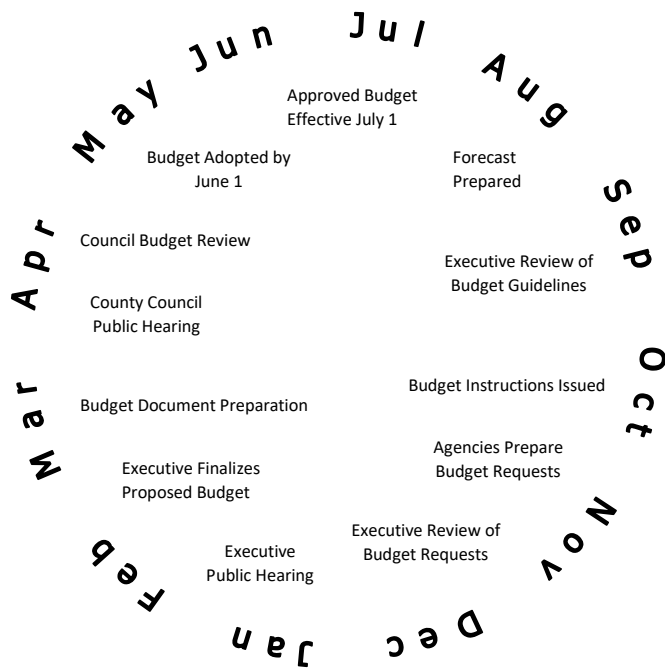 Jul
Aug
Sep
Oct
Nov
Dec
Jan
Feb
Mar
Apr
May
Jun
Approved Budget
Effective July 1
Forecast
Prepared
Executive Review of
Budget Guidelines
Budget Instructions Issued
Agencies Prepare
Budget Requests
Executive Review of
Budget Requests
Executive
Public Hearing
Executive Finalizes
Proposed Budget
Budget Document Preparation
County Council
Public Hearing
Council Budget Review
Budget Adopted by
June 1